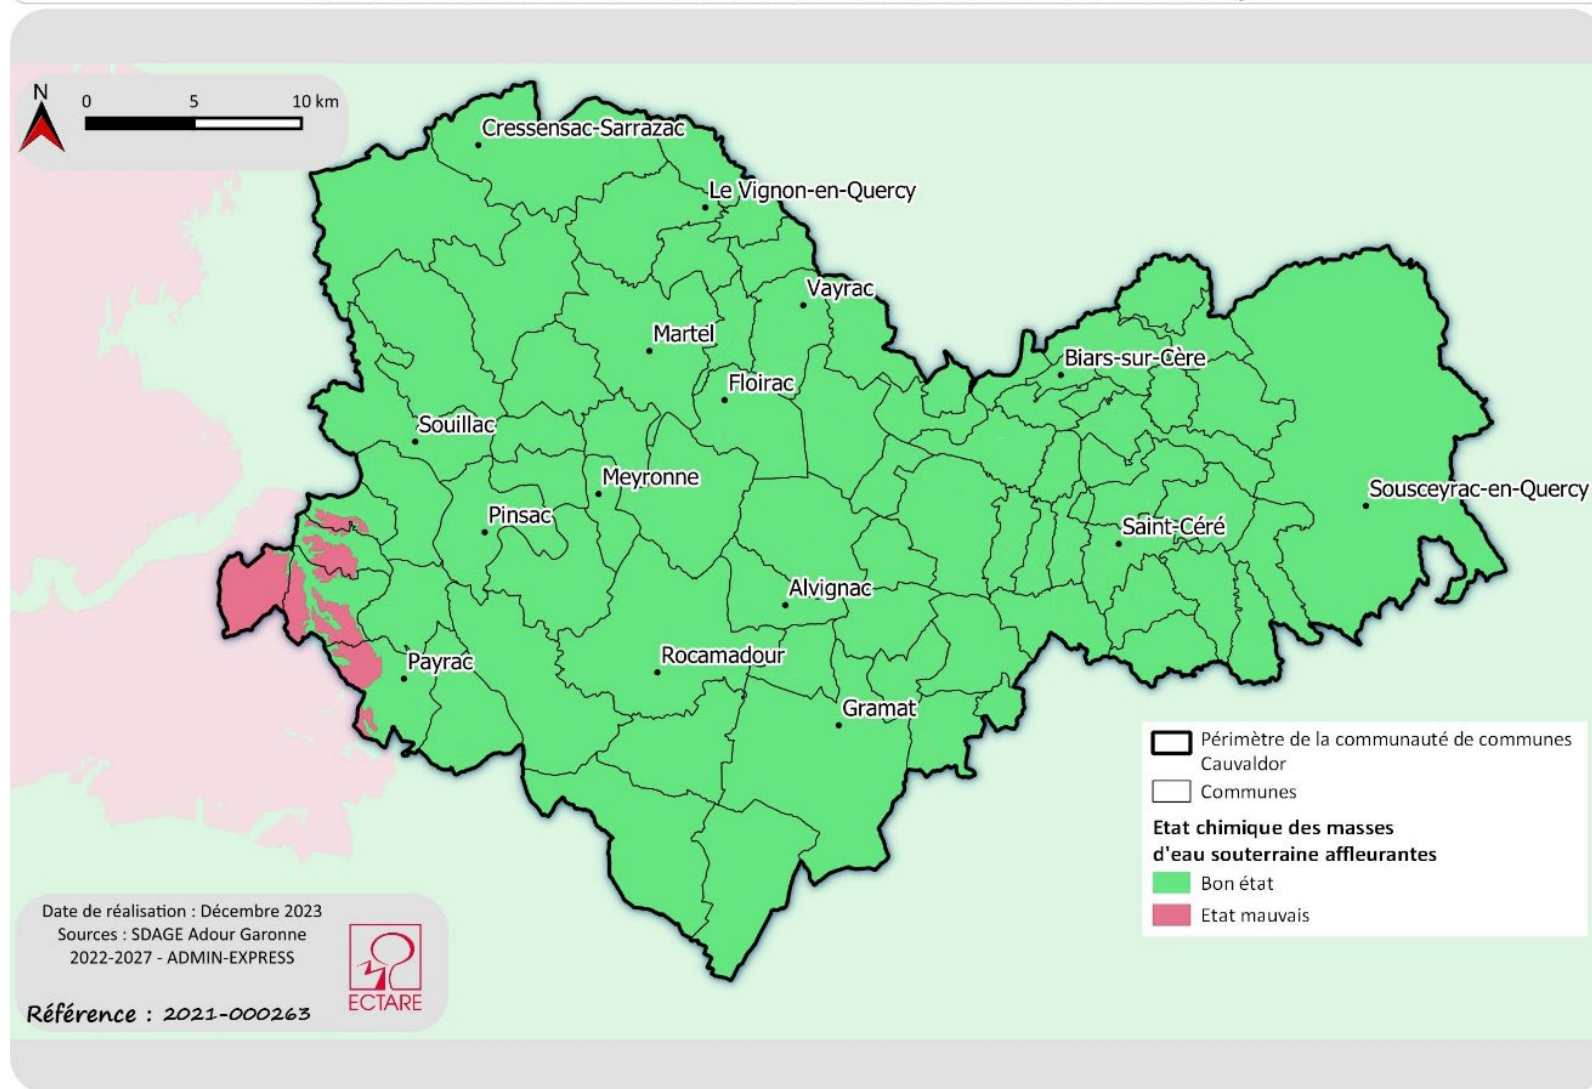 N
0 5 10 km
Cressensac-Sarrazac
Le Vignon-en-Quercy
Vayrac
Martel
Biars-sur-Cère
Floirac
Souillac
Meyronne
Sousceyrac-en-Quercy
Pinsac
Saint-Céré
Alvignac
Payrac
Rocamadour
Gramat
Périmètre de la communauté de communes
Cauvaldor
Communes
Etat chimique des masses
d'eau souterraine affleurantes
Bon état
Etat mauvais
Date de réalisation : Décembre 2023
Sources : SDAGE Adour Garonne
2022-2027 - ADMIN-EXPRESS
ECTARE
Référence : 2021-000263